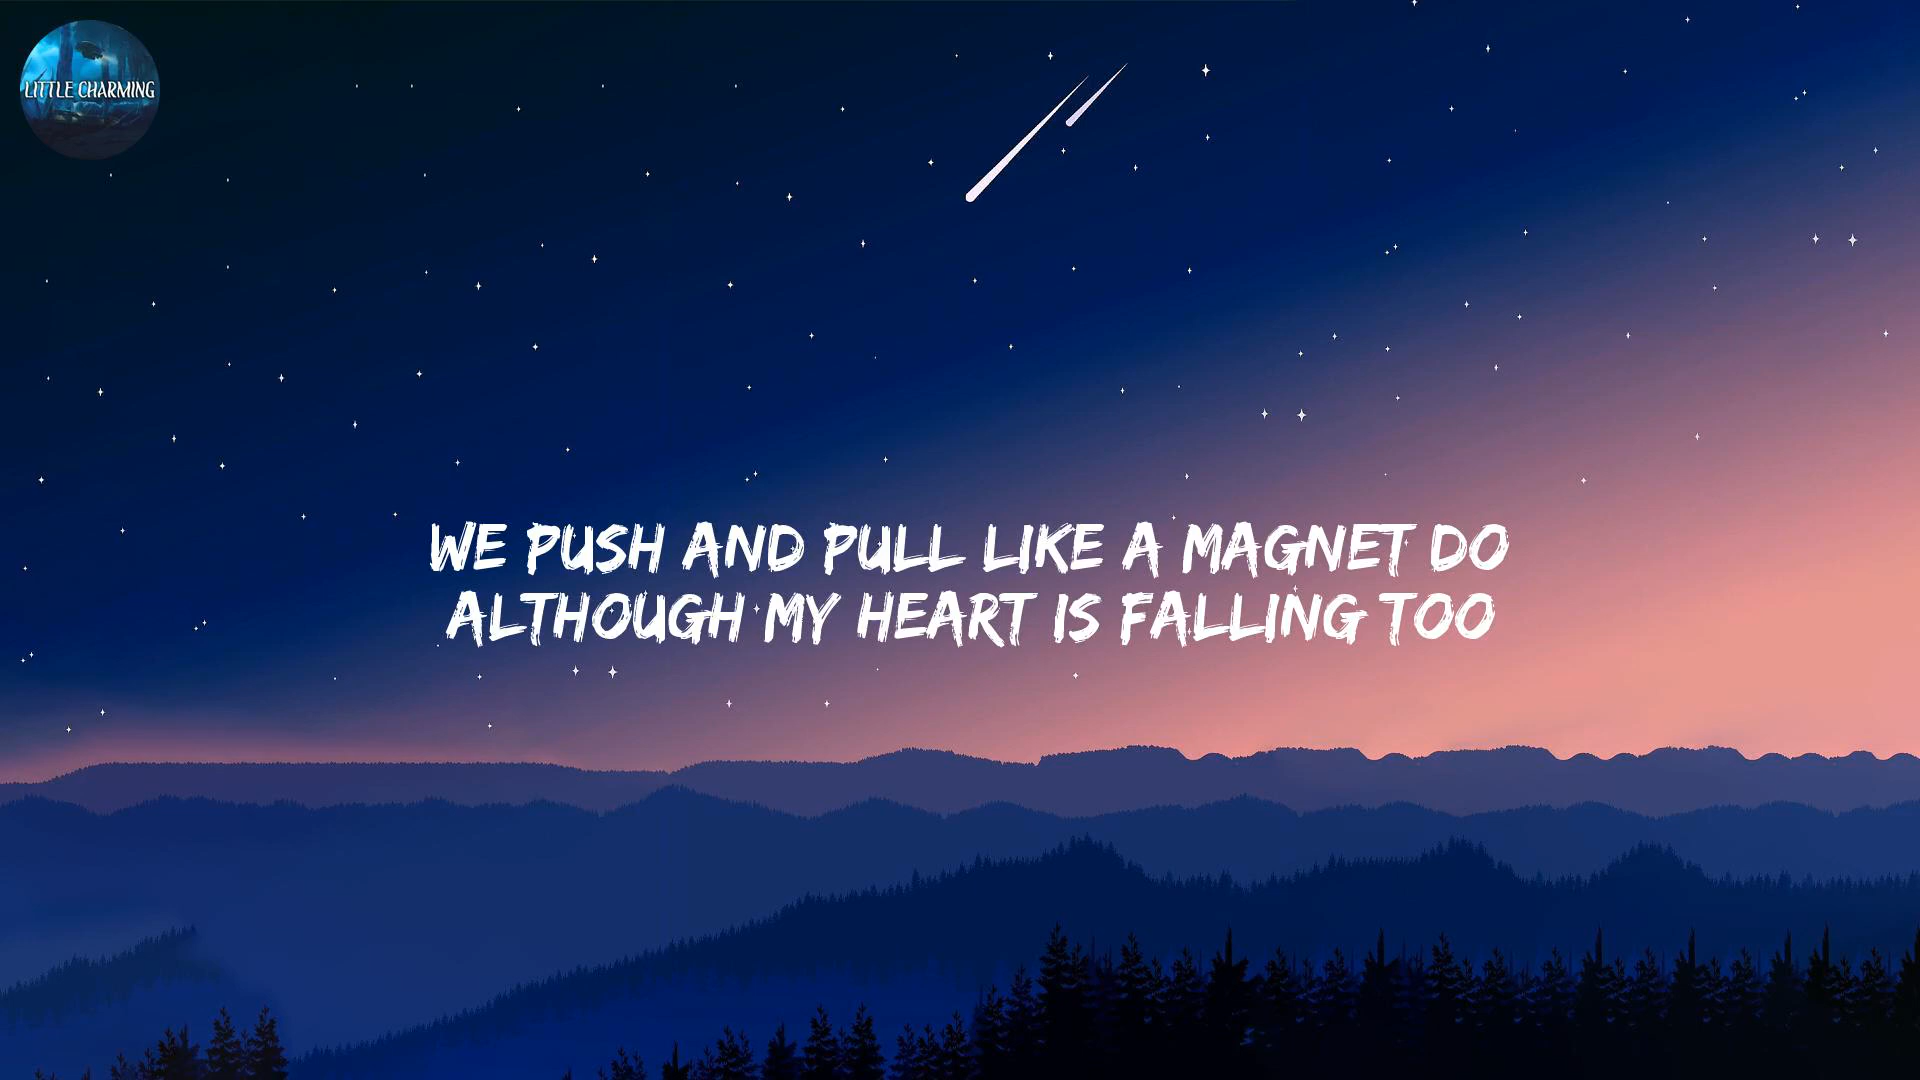 LITTLE CHARMING
WE PUSH AND PULL LIKE A MAGNET DO
ALTHOUGH MY HEART IS FALLING TOO